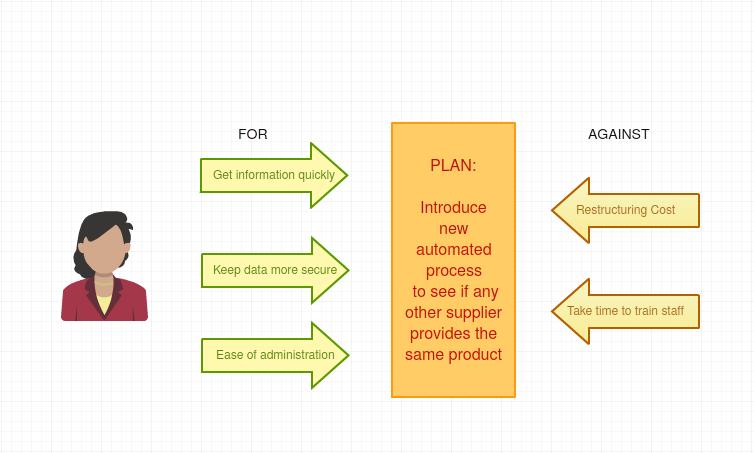 FOR
Get information quickly
Keep data more secure
Ease of administration
PLAN:
Introduce
new
automated
process
to see if any
other supplier
provides the
same product
AGAINST
Restructuring Cost
Take time to train staff